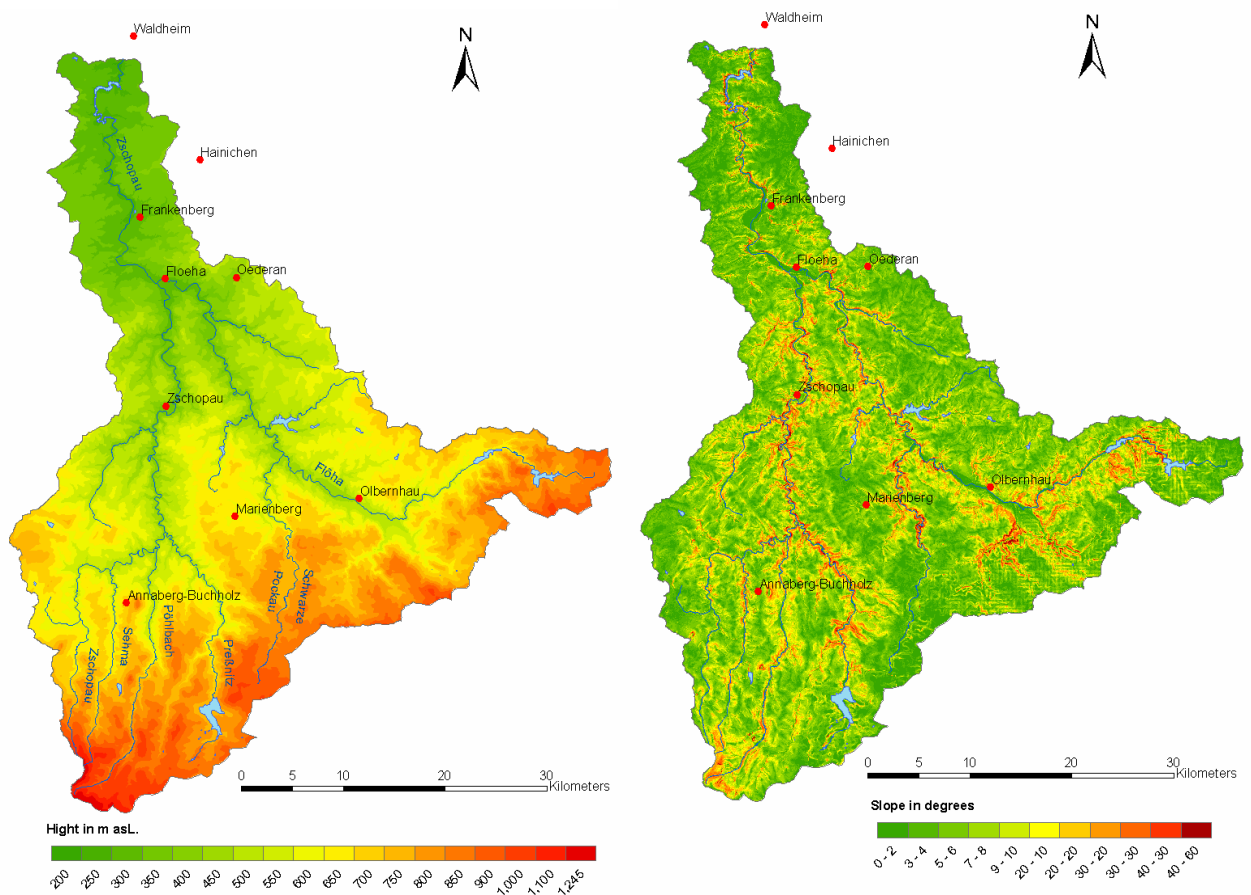 Waldheim
N
Hainichen
Zschopau
Frankenberg
Floeha
Oederan
Zschopau
Flöha
Olbernhau
Marienberg
Annaberg-Buchholz
Schwarze
Pockau
Pöhlbach
Sehma
Preßnitz
Zschopau
0 5 10 20 30
Kilometers
Hight in m asL.
200 250 350 400 450 500 550 600 650 700 750 800 850 900 1,000 1,100 1,245
Waldheim
N
Hainichen
Frankenberg
Floeha
Oederan
Zschopau
Olbernhau
Marienberg
Annaberg-Buchholz
0 5 10 20 30
Kilometers
Slope in degrees
0 - 2 3 - 4 5 - 6 7 - 8 9 - 10 20 - 10 20 - 20 30 - 20 30 - 30 40 - 30 40 - 60